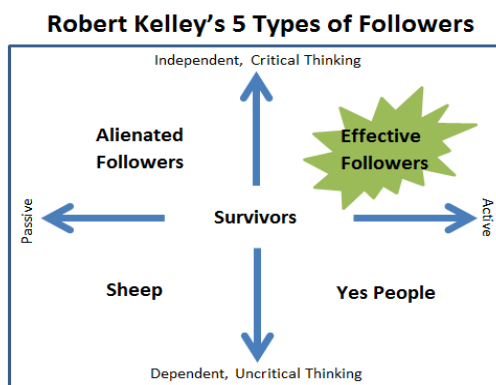 Robert Kelley's 5 Types of Followers
Independent, Critical Thinking
Alienated
Followers
Effective
Followers
Passive
Survivors
Active
Sheep
Yes People
Dependent, Uncritical Thinking